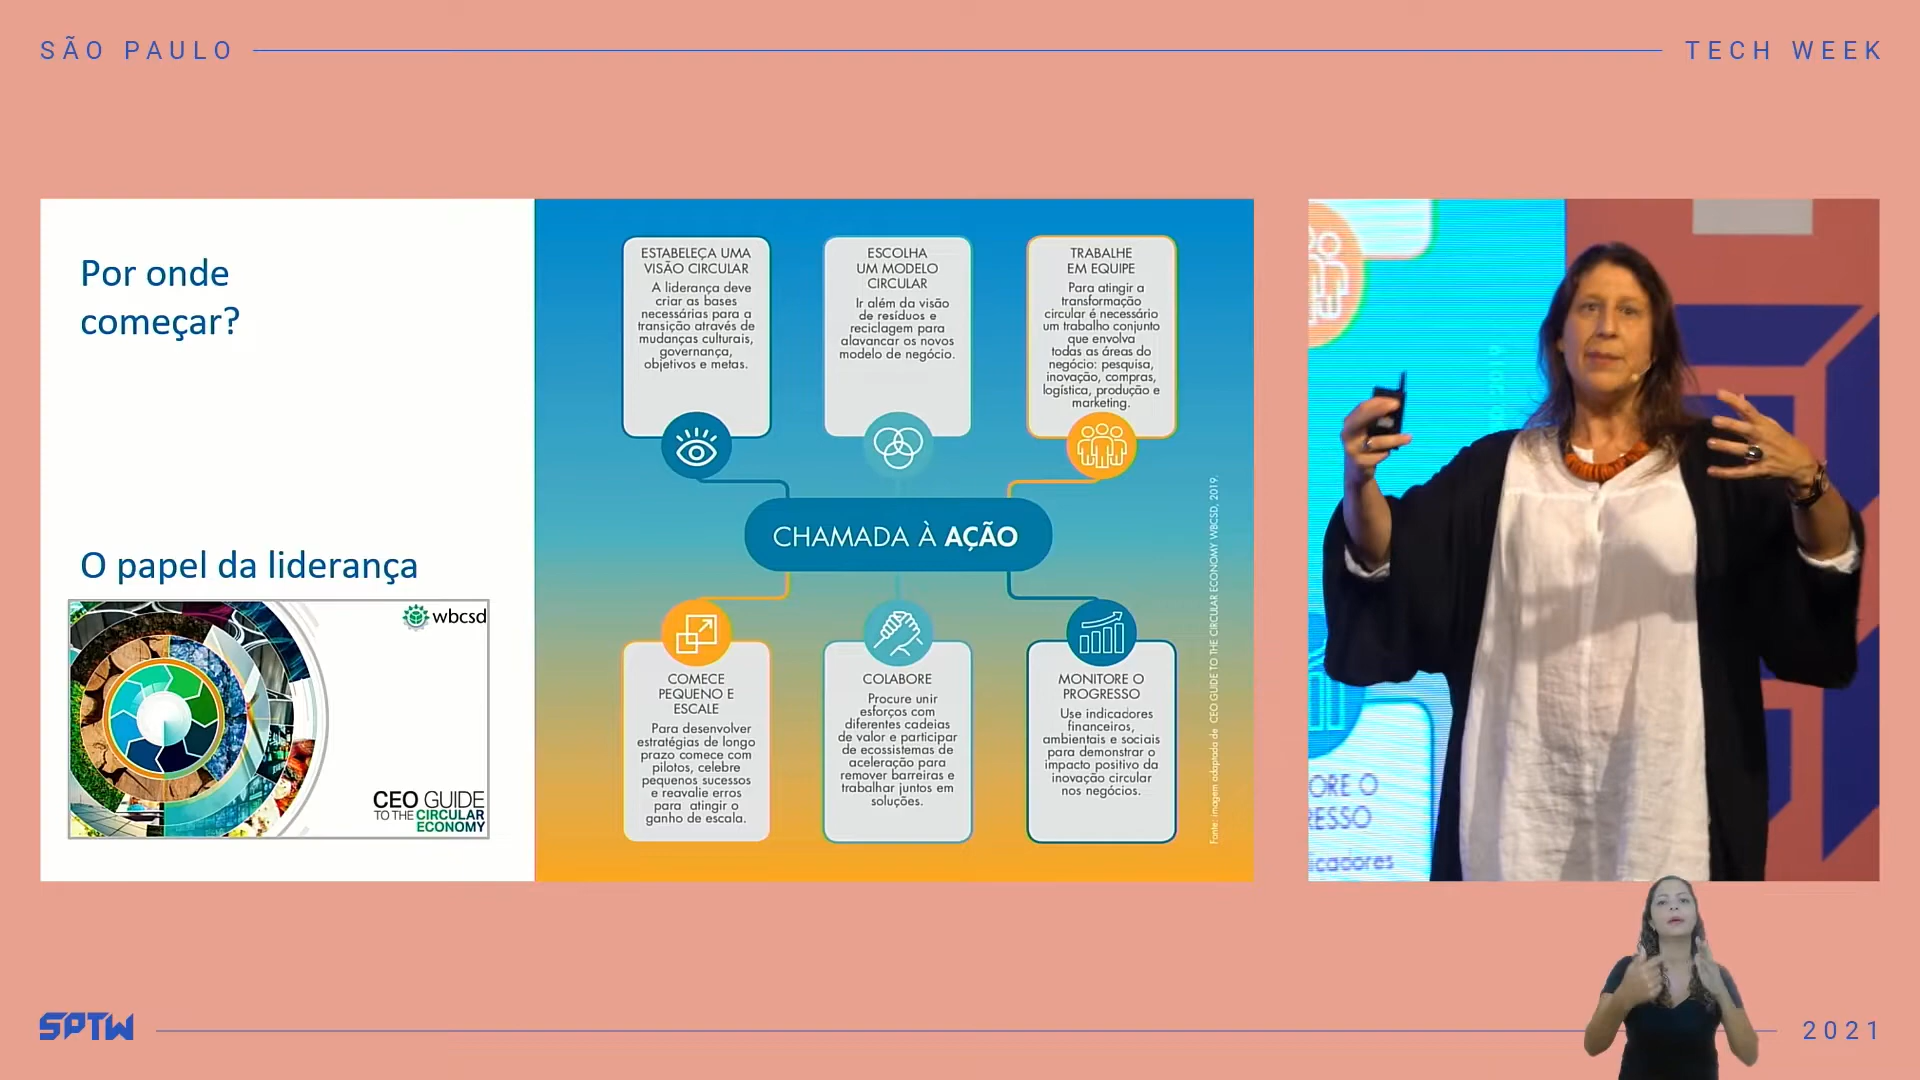 SÃO PAULO
TECH WEEK
Por onde
começar?
O papel da liderança
wbcsd
CEO GUIDE
TO THE CIRCULAR
ECONOMY
ESTABELEÇA UMA
VISÃO CIRCULAR
A liderança deve
criar as bases
necessárias para a
transição através de
mudanças culturais,
governança,
objetivos e metas.
ESCOLHA
UM MODELO
CIRCULAR
Ir além da visão
de resíduos e
reciclagem para
alavancar os novos
modelo de negócio.
TRABALHE
EM EQUIPE
Para atingir a
transformação
circular é necessário
um trabalho conjunto
que envolva
todas as áreas do
negócio: pesquisa,
inovação, compras,
logística, produção e
marketing.
CHAMADA À AÇÃO
COMECE
PEQUENO E
ESCALE
Para desenvolver
estratégias de longo
prazo comece com
pilotos, celebre
pequenos sucessos
e reavalie erros
para atingir o
ganho de escala.
COLABORE
Procure unir
esforços com
diferentes cadeias
de valor e participar
de ecossistemas de
aceleração para
remover barreiras e
trabalhar juntos em
soluções.
MONITORE O
PROGRESSO
Use indicadores
financeiros,
ambientais e sociais
para demonstrar o
impacto positivo da
inovação circular
nos negócios.
Fonte: imagem adaptada de CEO GUIDE TO THE CIRCULAR ECONOMY WBCSD, 2019.
2019
ORE O
RESSO
icadores
SPTW
2021